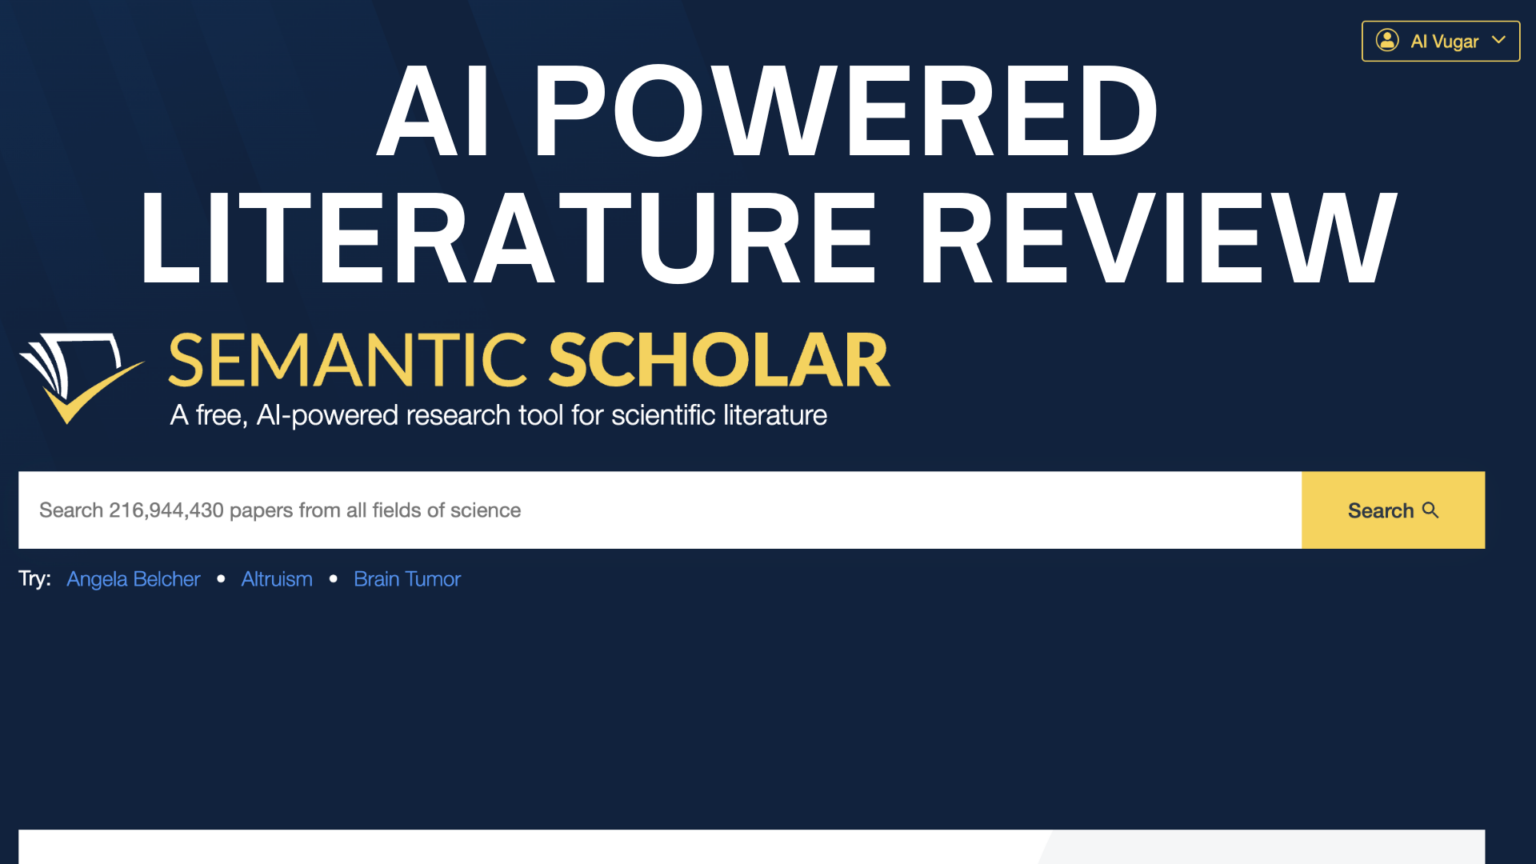 AI Vugar
AI POWERED
LITERATURE REVIEW
SEMANTIC SCHOLAR
A free, AI-powered research tool for scientific literature
Search 216,944,430 papers from all fields of science
Search
Try: Angela Belcher • Altruism • Brain Tumor